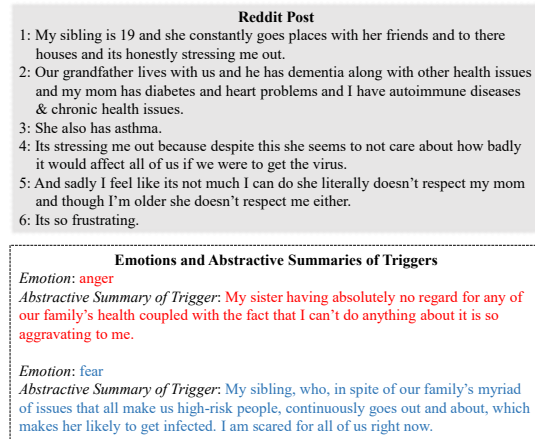 Reddit Post
1: My sibling is 19 and she constantly goes places with her friends and to there
houses and its honestly stressing me out.
2: Our grandfather lives with us and he has dementia along with other health issues
and my mom has diabetes and heart problems and I have autoimmune diseases
& chronic health issues.
3: She also has asthma.
4: Its stressing me out because despite this she seems to not care about how badly
it would affect all of us if we were to get the virus.
5: And sadly I feel like its not much I can do she literally doesn't respect my mom
and though I'm older she doesn't respect me either.
6: Its so frustrating.
Emotions and Abstractive Summaries of Triggers
Emotion: anger
Abstractive Summary of Trigger: My sister having absolutely no regard for any of
our family's health coupled with the fact that I can't do anything about it is so
aggravating to me.
Emotion: fear
Abstractive Summary of Trigger: My sibling, who, in spite of our family's myriad
of issues that all make us high-risk people, continuously goes out and about, which
makes her likely to get infected. I am scared for all of us right now.